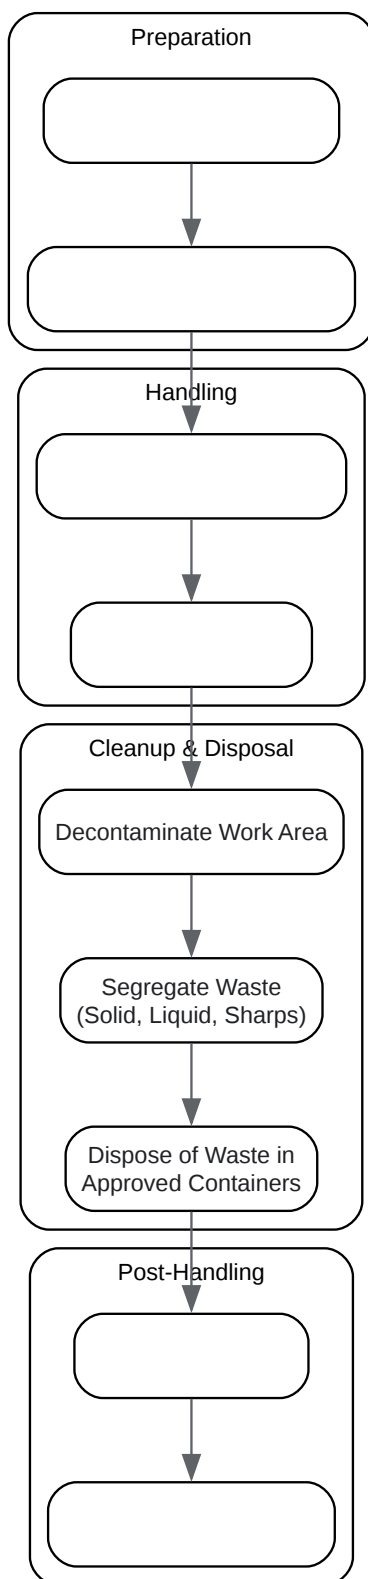 Preparation
Handling
Cleanup & Disposal
Decontaminate Work Area
Segregate Waste
(Solid, Liquid, Sharps)
Dispose of Waste in
Approved Containers
Post-Handling